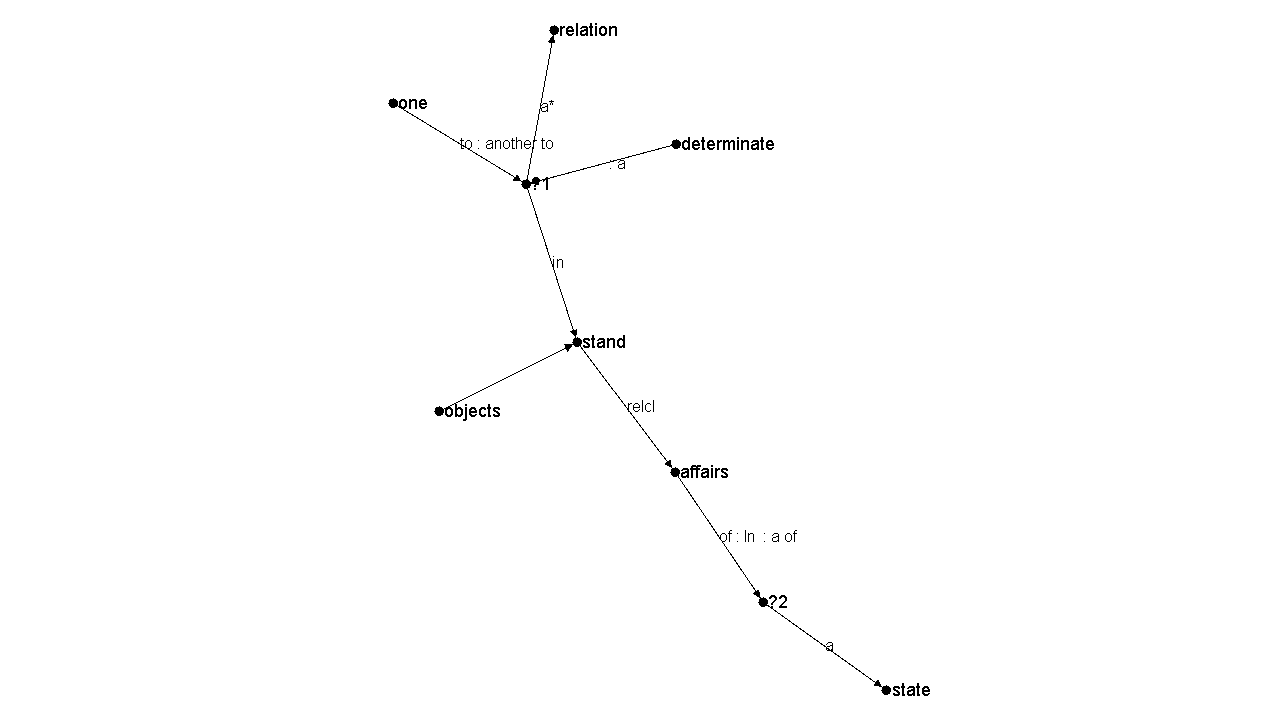 relation
one
a*
to : another to
determinate
: a
?1
in
stand
relcl
objects
affairs
of : In : a of
?2
a
state